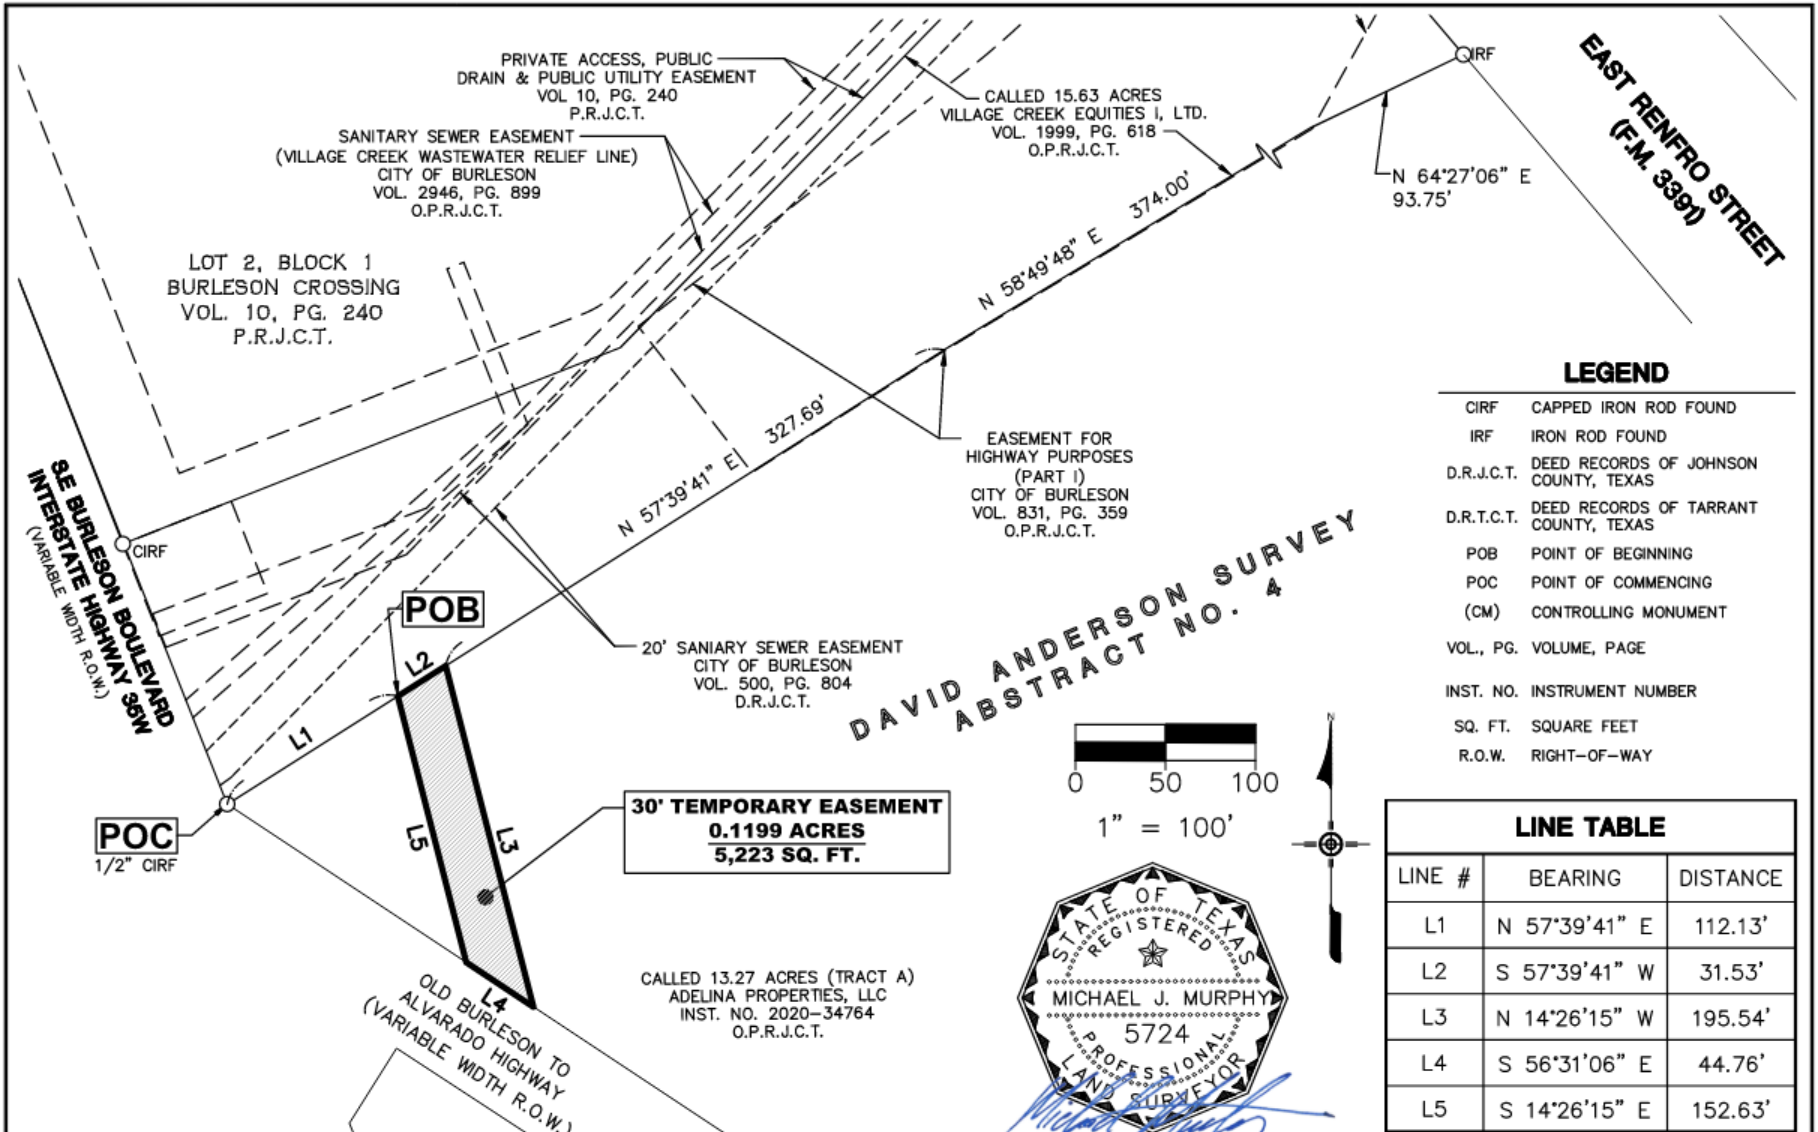 PRIVATE ACCESS, PUBLIC
DRAIN & PUBLIC UTILITY EASEMENT
VOL 10, PG. 240
P.R.J.C.T.
SANITARY SEWER EASEMENT
(VILLAGE CREEK WASTEWATER RELIEF LINE)
CITY OF BURLESON
VOL. 2946, PG. 899
O.P.R.J.C.T.
CALLED 15.63 ACRES
VILLAGE CREEK EQUITIES I, LTD.
VOL. 1999, PG. 618
O.P.R.J.C.T.
IRF
EAST RENFRO STREET
(F.M. 3391)
N 64°27'06" E
93.75'
N 58°49'48" E 374.00'
LOT 2, BLOCK 1
BURLESON CROSSING
VOL. 10, PG. 240
P.R.J.C.T.
N 57°39'41" E 327.69'
EASEMENT FOR
HIGHWAY PURPOSES
(PART I)
CITY OF BURLESON
VOL. 831, PG. 359
O.P.R.J.C.T.
S.E BURLESON BOULEVARD
INTERSTATE HIGHWAY 35W
(VARIABLE WIDTH R.O.W.)
CIRF
POB
L2
L1
20' SANIARY SEWER EASEMENT
CITY OF BURLESON
VOL. 500, PG. 804
D.R.J.C.T.
DAVID ANDERSON SURVEY
ABSTRACT NO. 4
POC
1/2" CIRF
L5
L3
L4
30' TEMPORARY EASEMENT
0.1199 ACRES
5,223 SQ. FT.
OLD BURLESON TO
ALVARADO HIGHWAY
(VARIABLE WIDTH R.O.W.)
CALLED 13.27 ACRES (TRACT A)
ADELINA PROPERTIES, LLC
INST. NO. 2020-34764
O.P.R.J.C.T.
0 50 100
1" = 100'
N
STATE OF TEXAS
REGISTERED
MICHAEL J. MURPHY
5724
PROFESSIONAL
LAND SURVEYOR
LEGEND
CIRF CAPPED IRON ROD FOUND
IRF IRON ROD FOUND
D.R.J.C.T. DEED RECORDS OF JOHNSON
COUNTY, TEXAS
D.R.T.C.T. DEED RECORDS OF TARRANT
COUNTY, TEXAS
POB POINT OF BEGINNING
POC POINT OF COMMENCING
(CM) CONTROLLING MONUMENT
VOL., PG. VOLUME, PAGE
INST. NO. INSTRUMENT NUMBER
SQ. FT. SQUARE FEET
R.O.W. RIGHT-OF-WAY
LINE TABLE
LINE # BEARING DISTANCE
L1 N 57°39'41" E 112.13'
L2 S 57°39'41" W 31.53'
L3 N 14°26'15" W 195.54'
L4 S 56°31'06" E 44.76'
L5 S 14°26'15" E 152.63'